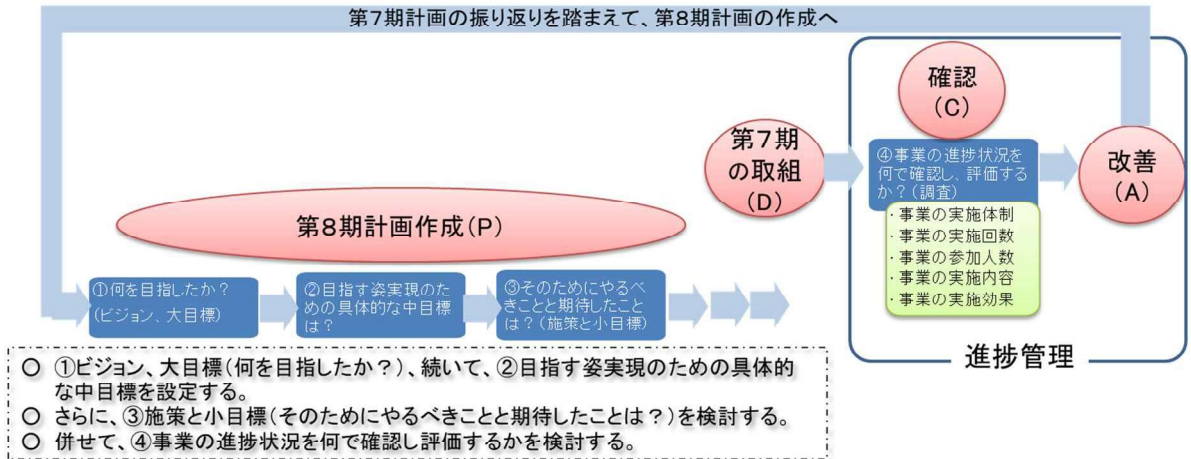 第7期計画の振り返りを踏まえて、第8期計画の作成へ
確認
(C)
第7期
の取組
(D)
④事業の進捗状況を
何で確認し、評価する
か?(調査)
改善
(A)
・事業の実施体制
・事業の実施回数
・事業の参加人数
・事業の実施内容
・事業の実施効果
進捗管理
第8期計画作成(P)
①何を目指したか?
(ビジョン、大目標)
②目指す姿実現のた
めの具体的な中目標
は?
③そのためにやるべ
きことと期待したこと
は?(施策と小目標)
○ ①ビジョン、大目標(何を目指したか?)、続いて、②目指す姿実現のための具体的
な中目標を設定する。
○ さらに、③施策と小目標(そのためにやるべきことと期待したことは?)を検討する。
○ 併せて、④事業の進捗状況を何で確認し評価するかを検討する。